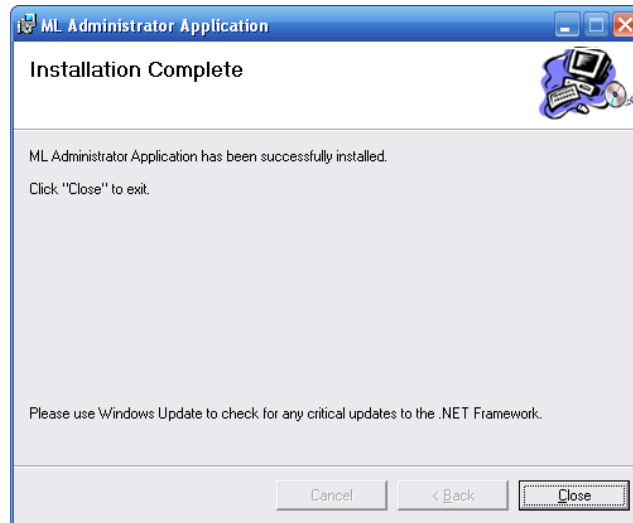 ML Administrator Application
Installation Complete
ML Administrator Application has been successfully installed.
Click "Close" to exit.
Please use Windows Update to check for any critical updates to the .NET Framework.
Cancel
< Back
Close